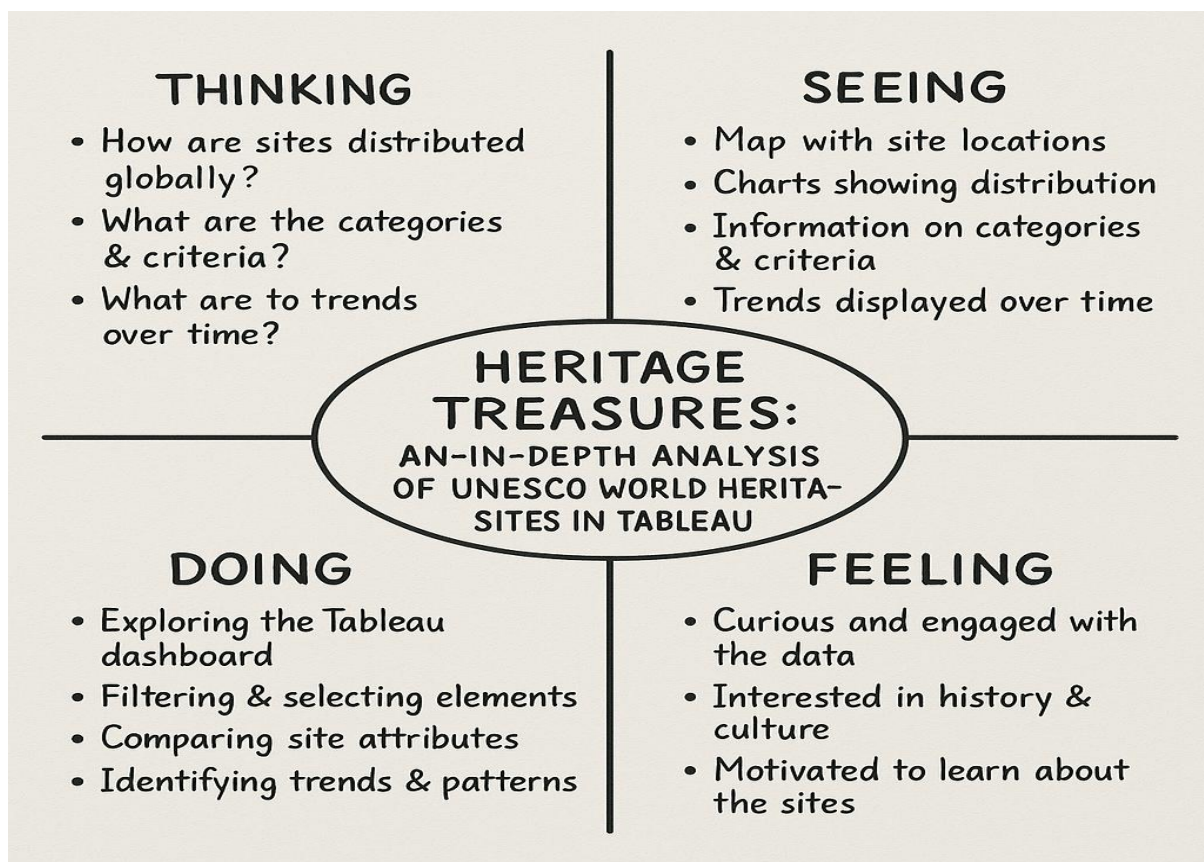 THINKING
• How are sites distributed
globally?
• What are the categories
& criteria?
• What are to trends
over time?
SEEING
• Map with site locations
• Charts showing distribution
• Information on categories
& criteria
• Trends displayed over time
HERITAGE
TREASURES:
AN-IN-DEPTH ANALYSIS
OF UNESCO WORLD HERITA-
SITES IN TABLEAU
DOING
• Exploring the Tableau
dashboard
• Filtering & selecting elements
• Comparing site attributes
• Identifying trends & patterns
FEELING
• Curious and engaged with
the data
• Interested in history &
culture
• Motivated to learn about
the sites